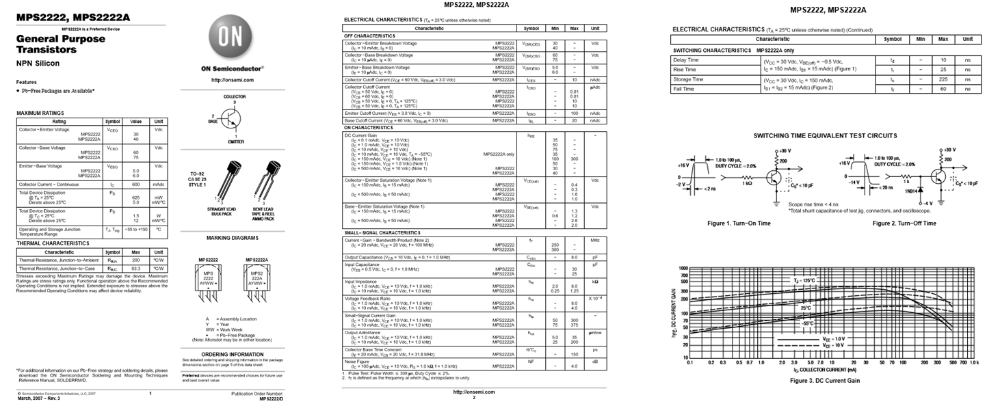 MPS2222, MPS2222A
MPS2222A is a Preferred Device
General Purpose
Transistors
NPN Silicon
Features
• Pb−Free Packages are Available*
MAXIMUM RATINGS
Rating Symbol Value Unit
Collector−Emitter Voltage VCEO Vdc
MPS2222 30
MPS2222A 40
Collector−Base Voltage VCBO Vdc
MPS2222 60
MPS2222A 75
Emitter−Base Voltage VEBO Vdc
MPS2222 5.0
MPS2222A 6.0
Collector Current − Continuous IC 600 mAdc
Total Device Dissipation PD
@ TA = 25°C 625 mW
Derate above 25°C 5.0 mW/°C
Total Device Dissipation PD
@ TC = 25°C 1.5 W
Derate above 25°C 12 mW/°C
Operating and Storage Junction TJ, Tstg −55 to +150 °C
Temperature Range
THERMAL CHARACTERISTICS
Characteristic Symbol Max Unit
Thermal Resistance, Junction−to−Ambient RθJA 200 °C/W
Thermal Resistance, Junction−to−Case RθJC 83.3 °C/W
Stresses exceeding Maximum Ratings may damage the device. Maximum
Ratings are stress ratings only. Functional operation above the Recommended
Operating Conditions is not implied. Extended exposure to stresses above the
Recommended Operating Conditions may affect device reliability.
*For additional information on our Pb−Free strategy and soldering details, please
download the ON Semiconductor Soldering and Mounting Techniques
Reference Manual, SOLDERRM/D.
© Semiconductor Components Industries, LLC, 2007
March, 2007 − Rev. 3
1
Publication Order Number:
MPS2222/D
ON
ON Semiconductor®
http://onsemi.com
COLLECTOR
3
2
BASE
1
EMITTER
TO−92
CASE 29
STYLE 1
1 2 3
STRAIGHT LEAD
BULK PACK
1 2 3
BENT LEAD
TAPE & REEL
AMMO PACK
MARKING DIAGRAMS
MPS2222 MPS2222A
MPS MPS2
2222 222A
AYWW • AYWW •
A = Assembly Location
Y = Year
WW = Work Week
• = Pb−Free Package
(Note: Microdot may be in either location)
ORDERING INFORMATION
See detailed ordering and shipping information in the package
dimensions section on page 5 of this data sheet.
Preferred devices are recommended choices for future use
and best overall value.
MPS2222, MPS2222A
ELECTRICAL CHARACTERISTICS (TA = 25°C unless otherwise noted)
Characteristic Symbol Min Max Unit
OFF CHARACTERISTICS
Collector−Emitter Breakdown Voltage MPS2222 V(BR)CEO 30 − Vdc
(IC = 10 mAdc, IB = 0) MPS2222A 40 −
Collector−Base Breakdown Voltage MPS2222 V(BR)CBO 60 − Vdc
(IC = 10 μAdc, IE = 0) MPS2222A 75 −
Emitter−Base Breakdown Voltage MPS2222 V(BR)EBO 5.0 − Vdc
(IE = 10 μAdc, IC = 0) MPS2222A 6.0 −
Collector Cutoff Current (VCE = 60 Vdc, VEB(off) = 3.0 Vdc) MPS2222A ICEX − 10 nAdc
Collector Cutoff Current ICBO μAdc
(VCB = 50 Vdc, IE = 0) MPS2222 − 0.01
(VCB = 60 Vdc, IE = 0) MPS2222A − 0.01
(VCB = 50 Vdc, IE = 0, TA = 125°C) MPS2222 − 10
(VCB = 50 Vdc, IE = 0, TA = 125°C) MPS2222A − 10
Emitter Cutoff Current (VEB = 3.0 Vdc, IC = 0) MPS2222A IEBO − 100 nAdc
Base Cutoff Current (VCE = 60 Vdc, VEB(off) = 3.0 Vdc) MPS2222A IBL − 20 nAdc
ON CHARACTERISTICS
DC Current Gain hFE −
(IC = 0.1 mAdc, VCE = 10 Vdc) 35 −
(IC = 1.0 mAdc, VCE = 10 Vdc) 50 −
(IC = 10 mAdc, VCE = 10 Vdc) 75 −
(IC = 10 mAdc, VCE = 10 Vdc, TA = −55°C) MPS2222A only 35 −
(IC = 150 mAdc, VCE = 10 Vdc) (Note 1) 100 300
(IC = 150 mAdc, VCE = 1.0 Vdc) (Note 1) 50 −
(IC = 500 mAdc, VCE = 10 Vdc) (Note 1) MPS2222 30 −
MPS2222A 40 −
Collector−Emitter Saturation Voltage (Note 1) VCE(sat) Vdc
(IC = 150 mAdc, IB = 15 mAdc) MPS2222 − 0.4
MPS2222A − 0.3
(IC = 500 mAdc, IB = 50 mAdc) MPS2222 − 1.6
MPS2222A − 1.0
Base−Emitter Saturation Voltage (Note 1) VBE(sat) Vdc
(IC = 150 mAdc, IB = 15 mAdc) MPS2222 − 1.3
MPS2222A 0.6 1.2
(IC = 500 mAdc, IB = 50 mAdc) MPS2222 − 2.6
MPS2222A − 2.0
SMALL−SIGNAL CHARACTERISTICS
Current−Gain − Bandwidth Product (Note 2) fT MHz
(IC = 20 mAdc, VCE = 20 Vdc, f = 100 MHz) MPS2222 250 −
MPS2222A 300 −
Output Capacitance (VCB = 10 Vdc, IE = 0, f = 1.0 MHz) Cobo − 8.0 pF
Input Capacitance Cibo pF
(VEB = 0.5 Vdc, IC = 0, f = 1.0 MHz) MPS2222 − 30
MPS2222A − 25
Input Impedance hie kΩ
(IC = 1.0 mAdc, VCE = 10 Vdc, f = 1.0 kHz) MPS2222A 2.0 8.0
(IC = 10 mAdc, VCE = 10 Vdc, f = 1.0 kHz) MPS2222A 0.25 1.25
Voltage Feedback Ratio hre X 10−4
(IC = 1.0 mAdc, VCE = 10 Vdc, f = 1.0 kHz) MPS2222A − 8.0
(IC = 10 mAdc, VCE = 10 Vdc, f = 1.0 kHz) MPS2222A − 4.0
Small−Signal Current Gain hfe −
(IC = 1.0 mAdc, VCE = 10 Vdc, f = 1.0 kHz) MPS2222A 50 300
(IC = 10 mAdc, VCE = 10 Vdc, f = 1.0 kHz) MPS2222A 75 375
Output Admittance hoe μmhos
(IC = 1.0 mAdc, VCE = 10 Vdc, f = 1.0 kHz) MPS2222A 5.0 35
(IC = 10 mAdc, VCE = 10 Vdc, f = 1.0 kHz) MPS2222A 25 200
Collector Base Time Constant rb′Cc ps
(IE = 20 mAdc, VCB = 20 Vdc, f = 31.8 MHz) MPS2222A − 150
Noise Figure NF dB
(IC = 100 μAdc, VCE = 10 Vdc, RS = 1.0 kΩ, f = 1.0 kHz) MPS2222A − 4.0
1. Pulse Test: Pulse Width ≤ 300 μs, Duty Cycle ≤ 2%.
2. fT is defined as the frequency at which |hfe| extrapolates to unity.
http://onsemi.com
2
MPS2222, MPS2222A
ELECTRICAL CHARACTERISTICS (TA = 25°C unless otherwise noted) (Continued)
Characteristic Symbol Min Max Unit
SWITCHING CHARACTERISTICS MPS2222A only
Delay Time (VCC = 30 Vdc, VBE(off) = −0.5 Vdc, td − 10 ns
Rise Time IC = 150 mAdc, IB1 = 15 mAdc) (Figure 1) tr − 25 ns
Storage Time (VCC = 30 Vdc, IC = 150 mAdc, ts − 225 ns
Fall Time IB1 = IB2 = 15 mAdc) (Figure 2) tf − 60 ns
SWITCHING TIME EQUIVALENT TEST CIRCUITS
+30 V
200
1.0 to 100 μs,
DUTY CYCLE ≈ 2.0%
+16 V
0
−2 V
< 2 ns
1 kΩ
CS* < 10 pF
Figure 1. Turn−On Time
+30 V
200
1.0 to 100 μs,
DUTY CYCLE ≈ 2.0%
+16 V
0
−14 V
< 20 ns
1 k
1N914
CS* < 10 pF
−4 V
Scope rise time < 4 ns
*Total shunt capacitance of test jig, connectors, and oscilloscope.
Figure 2. Turn−Off Time
1000
700
500
300
200
100
70
50
30
20
10
hFE, DC CURRENT GAIN
TJ = 125°C
25°C
−55°C
VCE = 1.0 V
VCE = 10 V
0.1 0.2 0.3 0.5 0.7 1.0 2.0 3.0 5.0 7.0 10 20 30 50 70 100 200 300 500 700 1.0 k
IC, COLLECTOR CURRENT (mA)
Figure 3. DC Current Gain